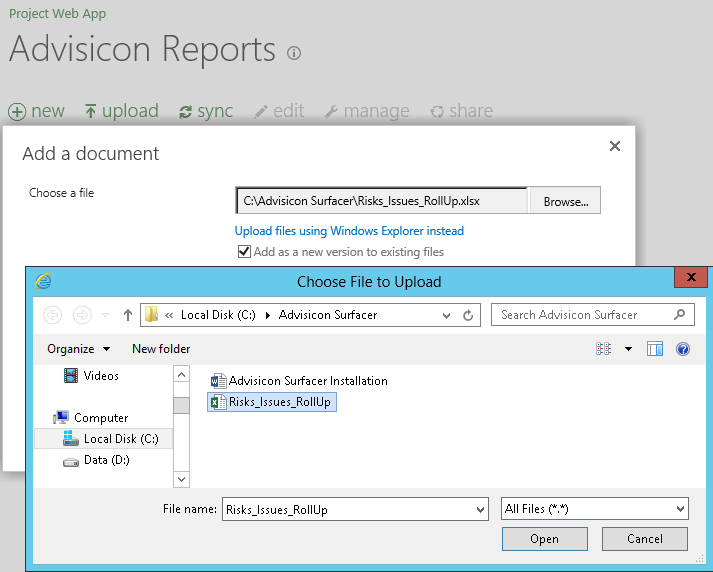 Project Web App
Advisicon Reports
new upload sync edit manage share
Add a document
Choose a file
C:\Advisicon Surfacer\Risks_Issues_RollUp.xlsx Browse...
Upload files using Windows Explorer instead
Add as a new version to existing files
Choose File to Upload
« Local Disk (C:) Advisicon Surfacer Search Advisicon Surfacer
Organize New folder
Videos
Computer
Local Disk (C:)
Data (D:)
Advisicon Surfacer Installation
Risks_Issues_RollUp
File name: Risks_Issues_RollUp All Files (*.*)
Open Cancel